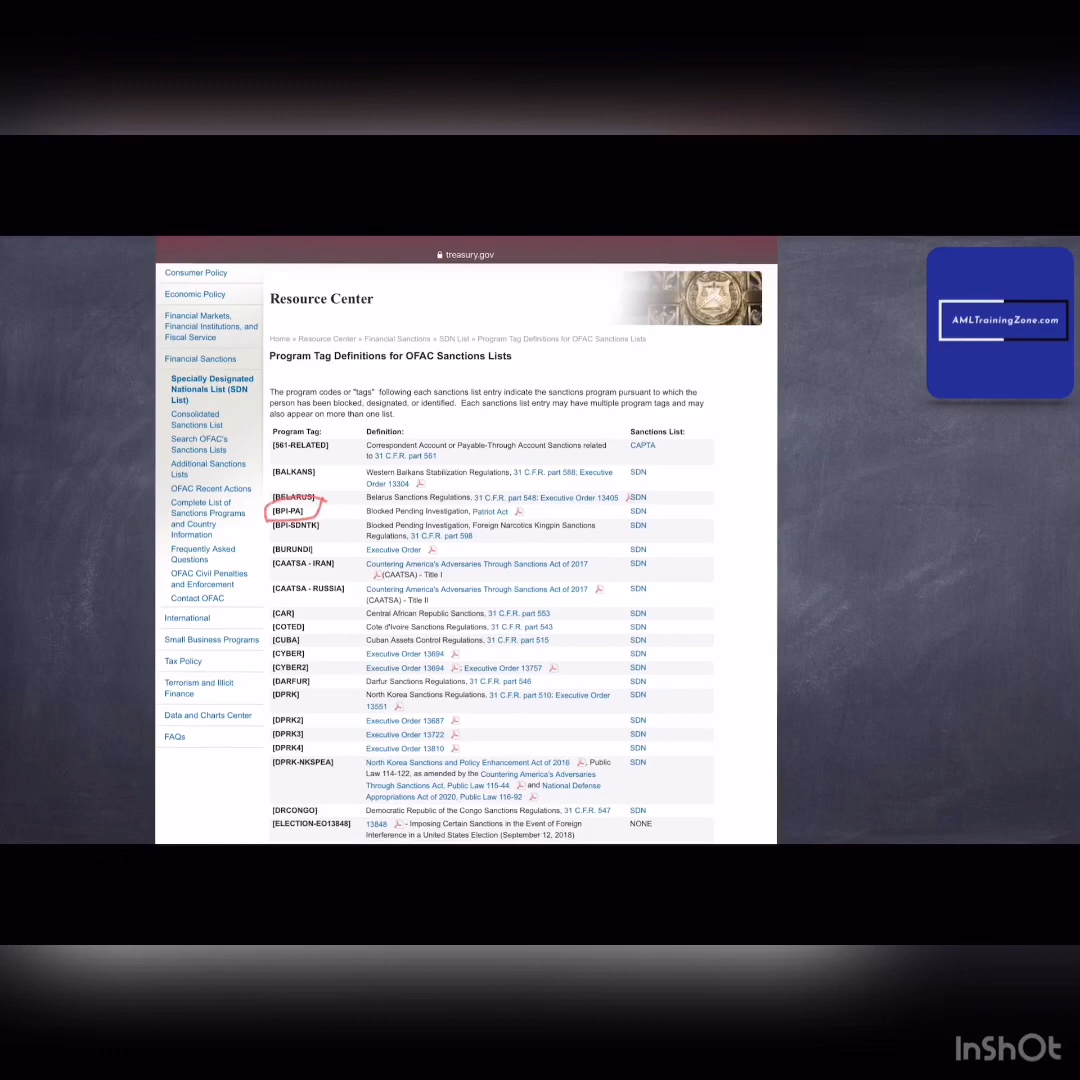 treasury.gov
Consumer Policy
Economic Policy
Financial Markets,
Financial Institutions, and
Fiscal Service
Financial Sanctions
Specially Designated
Nationals List (SDN
List)
Consolidated
Sanctions List
Search OFAC's
Sanctions Lists
Additional Sanctions
Lists
OFAC Recent Actions
Complete List of
Sanctions Programs
and Country
Information
Frequently Asked
Questions
OFAC Civil Penalties
and Enforcement
Contact OFAC
International
Small Business Programs
Tax Policy
Terrorism and Illicit
Finance
Data and Charts Center
FAQs
Resource Center
Home » Resource Center » Financial Sanctions » SDN List » Program Tag Definitions for OFAC Sanctions Lists
Program Tag Definitions for OFAC Sanctions Lists
The program codes or "tags" following each sanctions list entry indicate the sanctions program pursuant to which the
person has been blocked, designated, or identified. Each sanctions list entry may have multiple program tags and may
also appear on more than one list.
Program Tag: Definition: Sanctions List:
[561-RELATED] Correspondent Account or Payable-Through Account Sanctions related CAPTA
to 31 C.F.R. part 561
[BALKANS] Western Balkans Stabilization Regulations, 31 C.F.R. part 588; Executive SDN
Order 13304
[BELARUS] Belarus Sanctions Regulations, 31 C.F.R. part 548; Executive Order 13405 SDN
[BPI-PA] Blocked Pending Investigation, Patriot Act SDN
[BPI-SDNTK] Blocked Pending Investigation, Foreign Narcotics Kingpin Sanctions SDN
Regulations, 31 C.F.R. part 598
[BURUNDI] Executive Order SDN
[CAATSA - IRAN] Countering America's Adversaries Through Sanctions Act of 2017 SDN
(CAATSA) - Title I
[CAATSA - RUSSIA] Countering America's Adversaries Through Sanctions Act of 2017 SDN
(CAATSA) - Title II
[CAR] Central African Republic Sanctions, 31 C.F.R. part 553 SDN
[COTED] Cote d'Ivoire Sanctions Regulations, 31 C.F.R. part 543 SDN
[CUBA] Cuban Assets Control Regulations, 31 C.F.R. part 515 SDN
[CYBER] Executive Order 13694 SDN
[CYBER2] Executive Order 13694 ; Executive Order 13757 SDN
[DARFUR] Darfur Sanctions Regulations, 31 C.F.R. part 546 SDN
[DPRK] North Korea Sanctions Regulations, 31 C.F.R. part 510; Executive Order SDN
13551
[DPRK2] Executive Order 13687 SDN
[DPRK3] Executive Order 13722 SDN
[DPRK4] Executive Order 13810 SDN
[DPRK-NKSPEA] North Korea Sanctions and Policy Enhancement Act of 2016 , Public SDN
Law 114-122, as amended by the Countering America's Adversaries
Through Sanctions Act, Public Law 115-44 and National Defense
Appropriations Act of 2020, Public Law 116-92
[DRCONGO] Democratic Republic of the Congo Sanctions Regulations, 31 C.F.R. 547 SDN
[ELECTION-EO13848] 13848 - Imposing Certain Sanctions in the Event of Foreign NONE
Interference in a United States Election (September 12, 2018)
AMLTrainingZone.com
InShOt